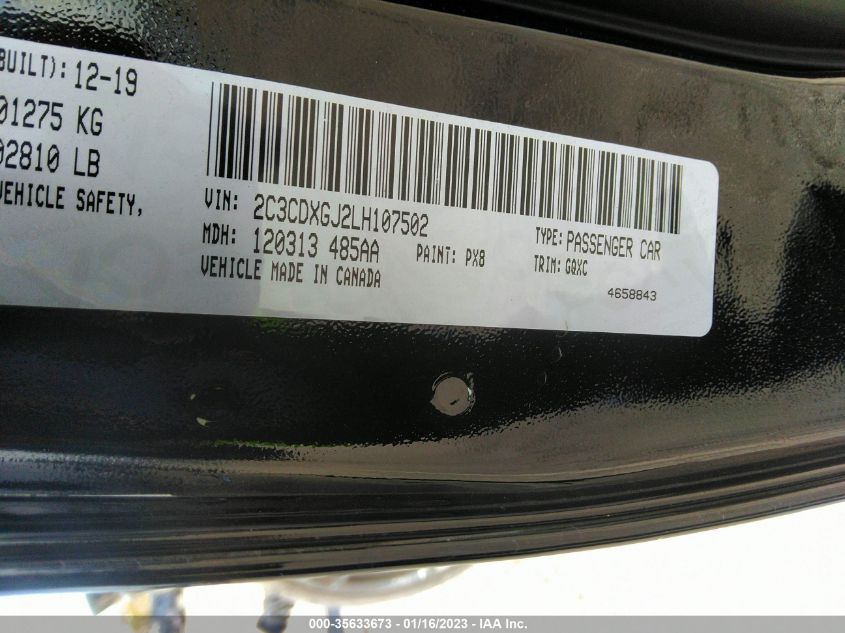 BUILT): 12-19
01275 KG
02810 LB
VEHICLE SAFETY,
VIN: 2C3CDXGJ2LH107502
TYPE: PASSENGER CAR
MDH: 120313 485AA
PAINT: PX8
TRIM: GQXC
VEHICLE MADE IN CANADA
4658843
000-35633673 - 01/16/2023 - IAA Inc.